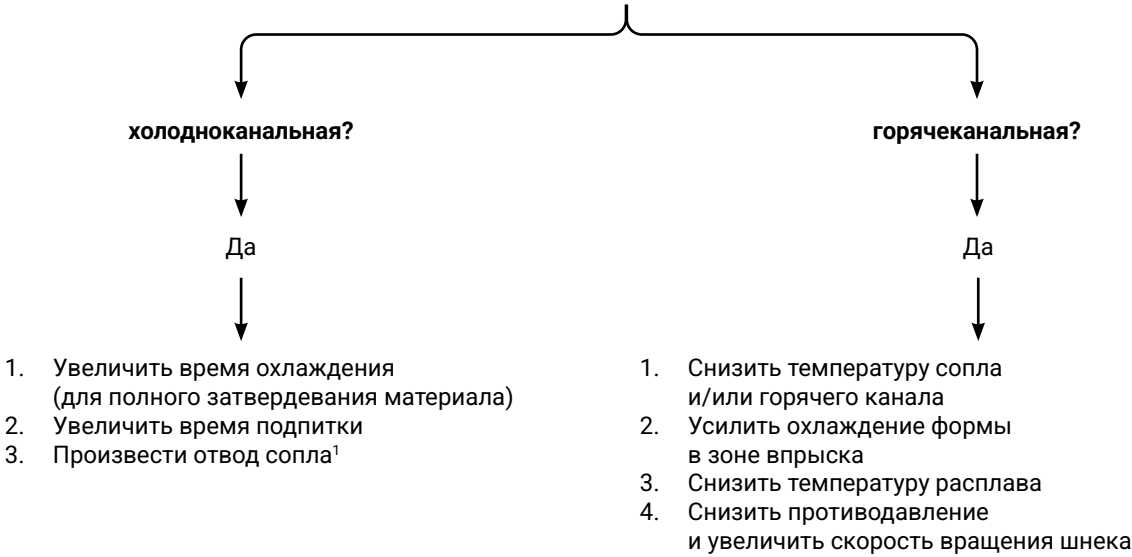 холодноканальная?
Да
1. Увеличить время охлаждения
(для полного затвердевания материала)
2. Увеличить время подпитки
3. Произвести отвод сопла¹
горячеканальная?
Да
1. Снизить температуру сопла
и/или горячего канала
2. Усилить охлаждение формы
в зоне впрыска
3. Снизить температуру расплава
4. Снизить противодавление
и увеличить скорость вращения шнека